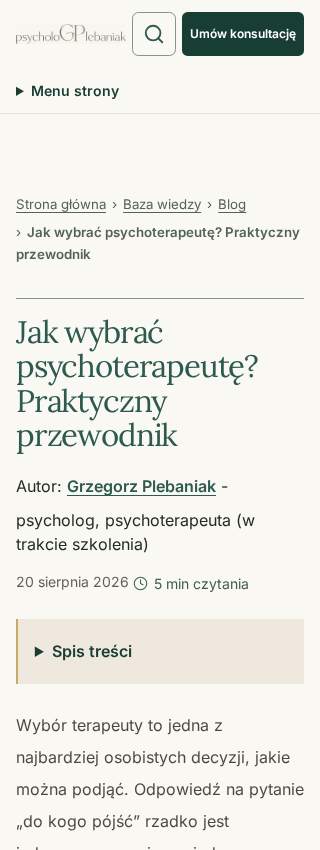 psycholoGPlebaniak
Umów konsultację
Menu strony
Strona główna › Baza wiedzy › Blog
› Jak wybrać psychoterapeutę? Praktyczny
przewodnik
Jak wybrać
psychoterapeutę?
Praktyczny
przewodnik
Autor: Grzegorz Plebaniak -
psycholog, psychoterapeuta (w
trakcie szkolenia)
20 sierpnia 2026 5 min czytania
Spis treści
Wybór terapeuty to jedna z
najbardziej osobistych decyzji, jakie
można podjąć. Odpowiedź na pytanie
„do kogo pójść” rzadko jest